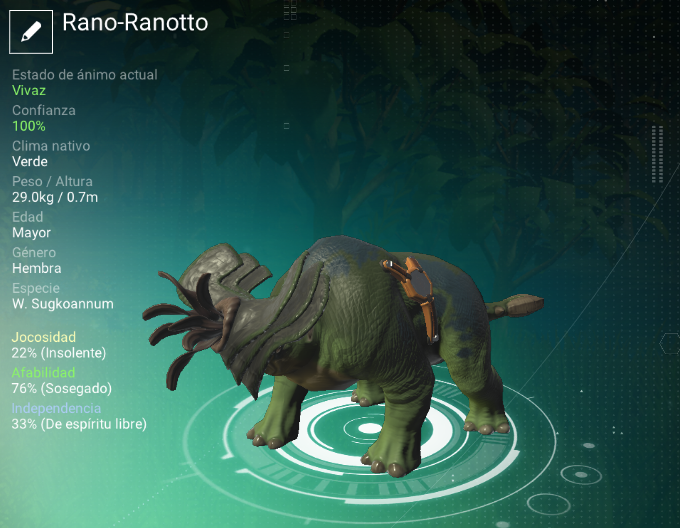 Rano-Ranotto
Estado de ánimo actual
Vivaz
Confianza
100%
Clima nativo
Verde
Peso / Altura
29.0kg / 0.7m
Edad
Mayor
Género
Hembra
Especie
W. Sugkoannum
Jocosidad
22% (Insolente)
Afabilidad
76% (Sosegado)
Independencia
33% (De espíritu libre)